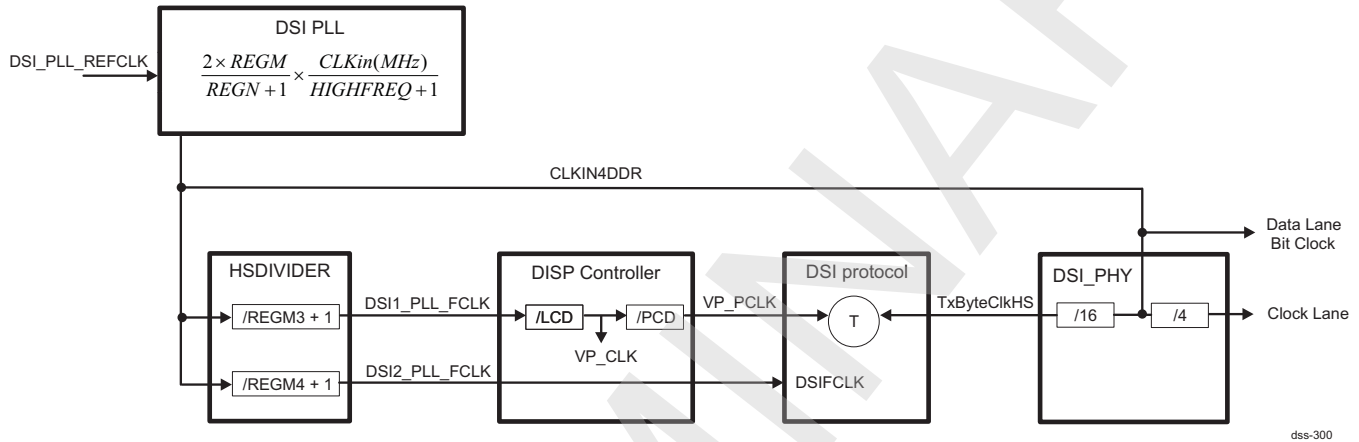 DSI PLL
DSI_PLL_REFCLK
2 × REGM
REGN +1
×
CLKin(MHz)
HIGHFREQ +1
CLKIN4DDR
Data Lane
Bit Clock
HSDIVIDER
DISP Controller
DSI protocol
DSI_PHY
/REGM3 + 1
DSI1_PLL_FCLK
/LCD
/PCD
VP_PCLK
T
TxByteClkHS
/16
/4
Clock Lane
VP_CLK
/REGM4 + 1
DSI2_PLL_FCLK
DSIFCLK
dss-300